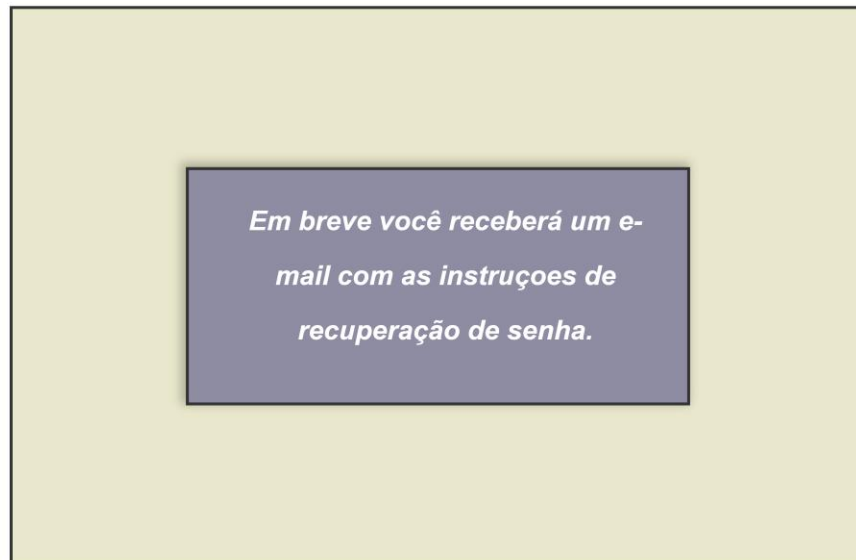 Em breve você receberá um e-
mail com as instruçoes de
recuperação de senha.